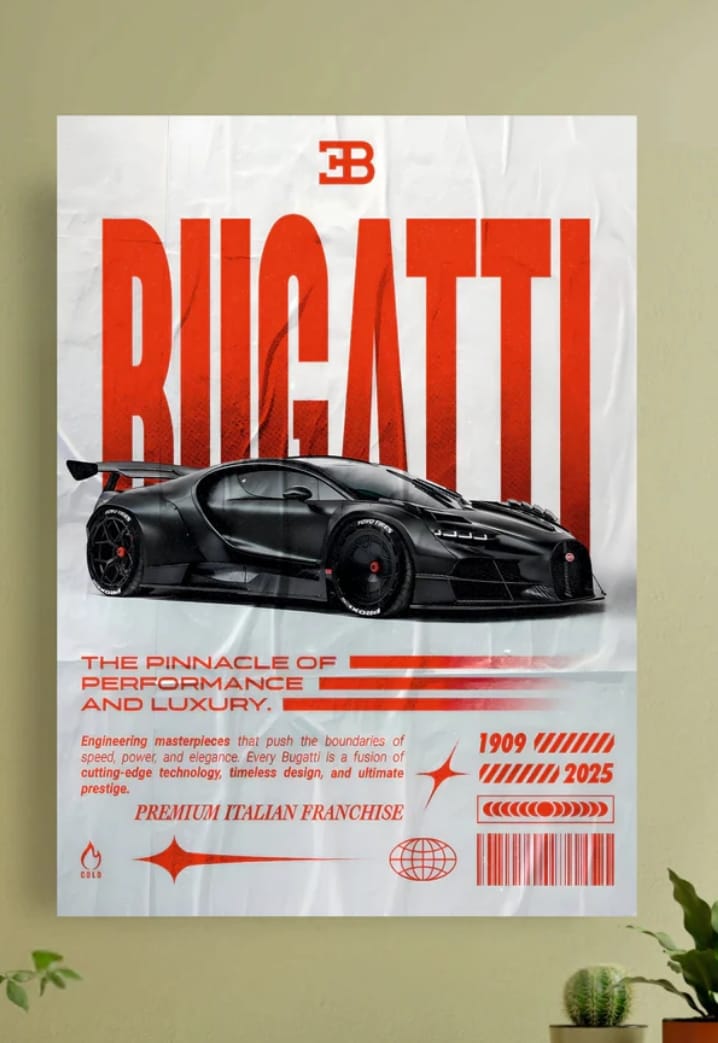 EB
BUGATTI
THE PINNACLE OF
PERFORMANCE
AND LUXURY.
Engineering masterpieces that push the boundaries of
speed, power, and elegance. Every Bugatti is a fusion of
cutting-edge technology, timeless design, and ultimate
prestige.
PREMIUM ITALIAN FRANCHISE
1909
2025
COLD